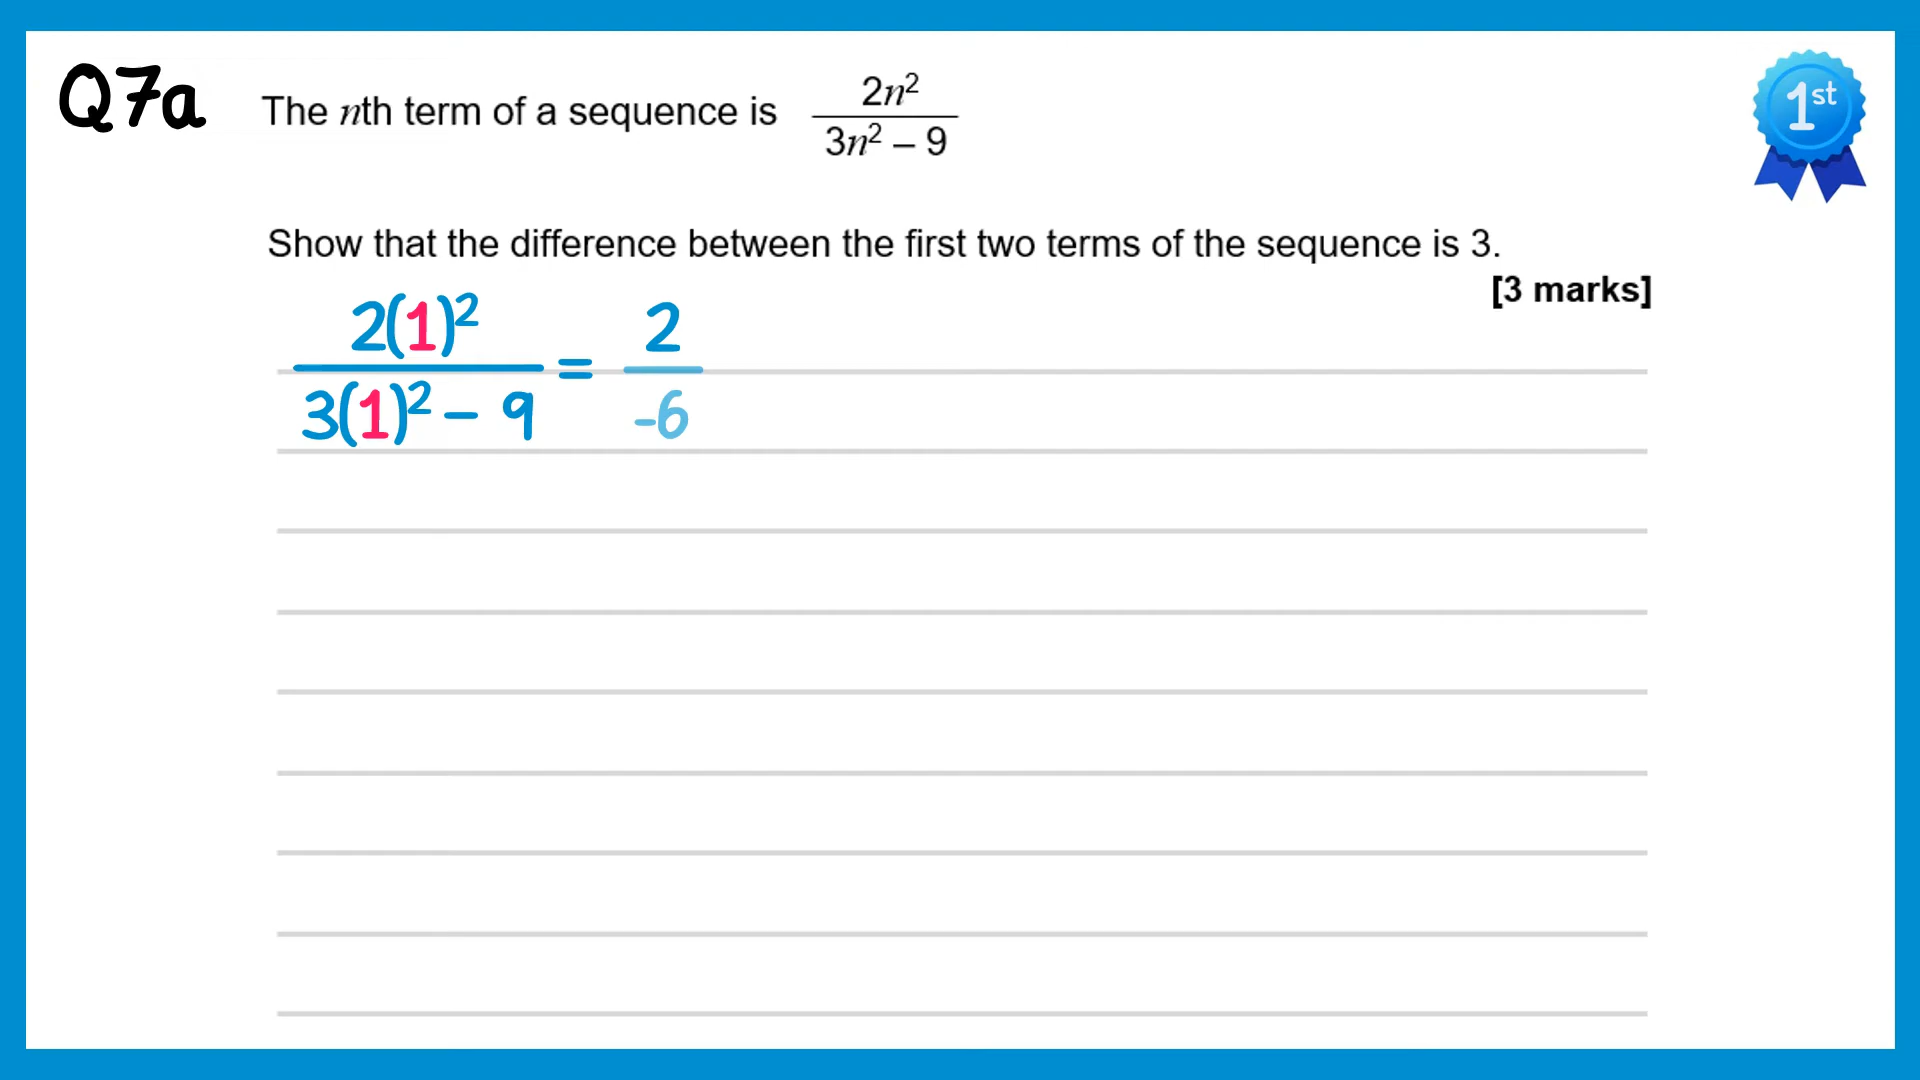 Q7a
The nth term of a sequence is 2n² / 3n² – 9
1st
Show that the difference between the first two terms of the sequence is 3.
[3 marks]
2(1)² / 3(1)² – 9 = 2 / -6